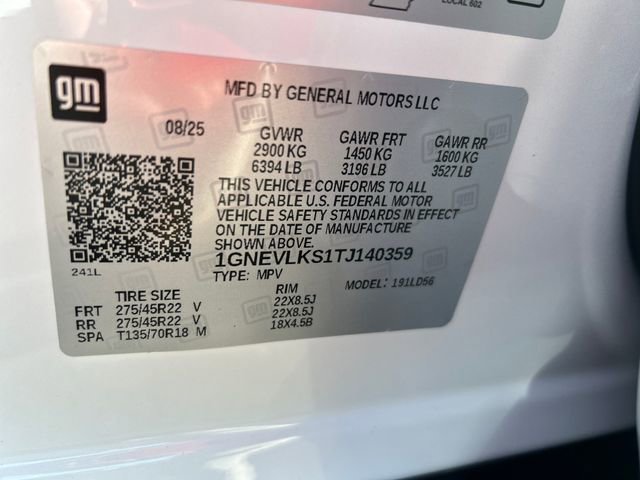 LOCAL 602
gm
MFD BY GENERAL MOTORS LLC
08/25 GVWR GAWR FRT GAWR RR
2900 KG 1450 KG 1600 KG
6394 LB 3196 LB 3527 LB
THIS VEHICLE CONFORMS TO ALL
APPLICABLE U.S. FEDERAL MOTOR
VEHICLE SAFETY STANDARDS IN EFFECT
ON THE DATE OF MANUFACTURE
SHOWN ABOVE.
1GNEVLKS1TJ140359
241L TYPE: MPV MODEL: 191LD56
TIRE SIZE RIM
FRT 275/45R22 V 22X8.5J
RR 275/45R22 V 22X8.5J
SPA T135/70R18 M 18X4.5B